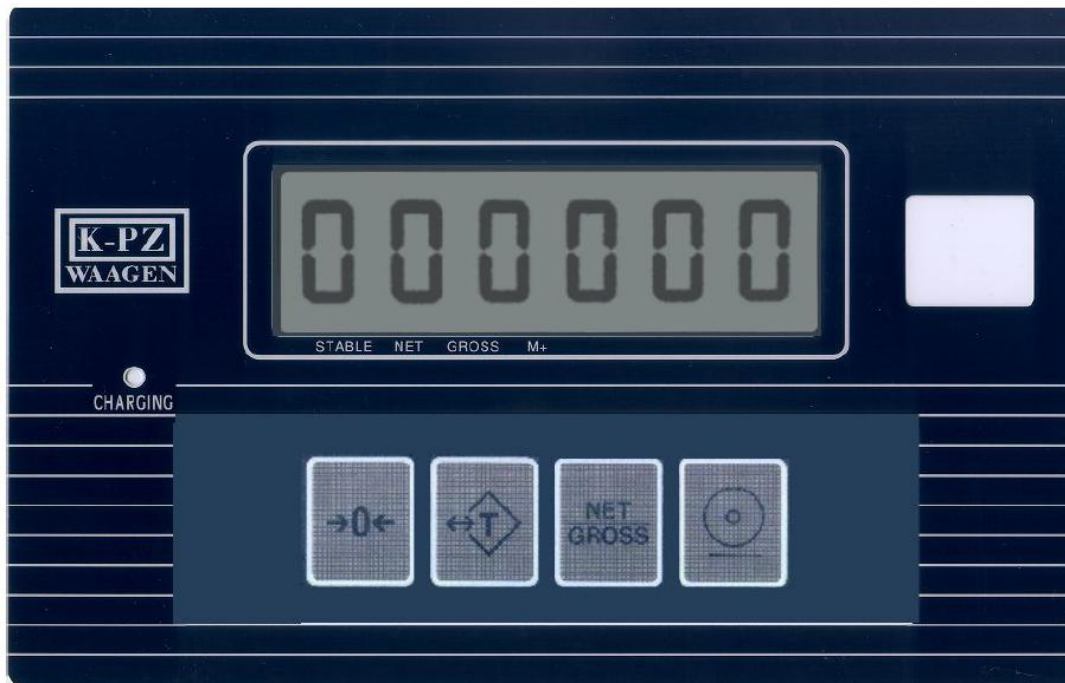 000000
K-PZ
WAAGEN
STABLE NET GROSS M+
CHARGING
→0← ↔T NET
GROSS